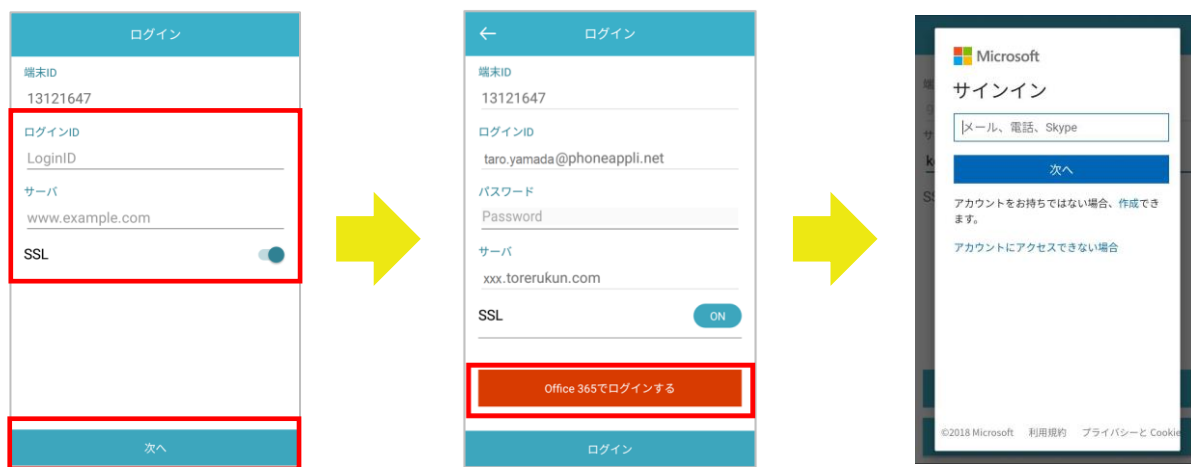 ログイン
端末ID
13121647
ログインID
LoginID
サーバ
www.example.com
SSL
次へ
ログイン
端末ID
13121647
ログインID
taro.yamada@phoneappli.net
パスワード
Password
サーバ
xxx.torerukun.com
SSL
ON
Office 365でログインする
ログイン
Microsoft
サインイン
メール、電話、Skype
次へ
アカウントをお持ちではない場合、作成でき
ます。
アカウントにアクセスできない場合
©2018 Microsoft 利用規約 プライバシーと Cookie